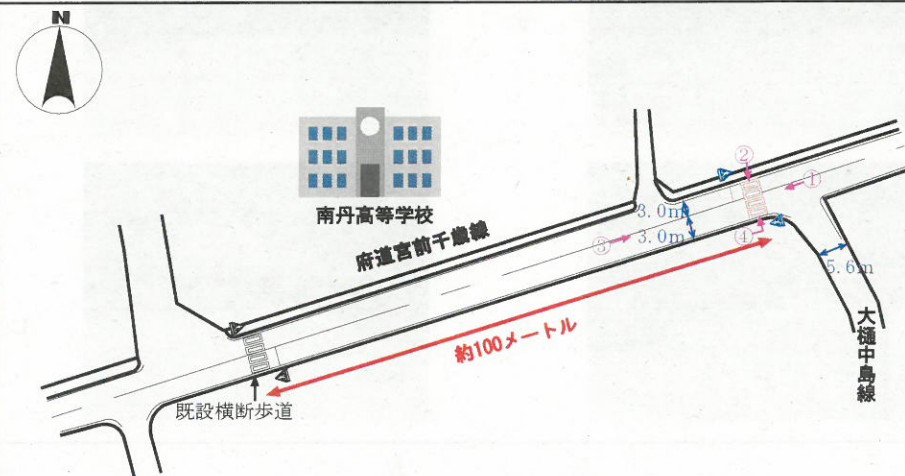 N
南丹高等学校
府道宮前千歳線
②
①
3.0m
3.0m
③
④
5.6m
約100メートル
大樋中島線
既設横断歩道